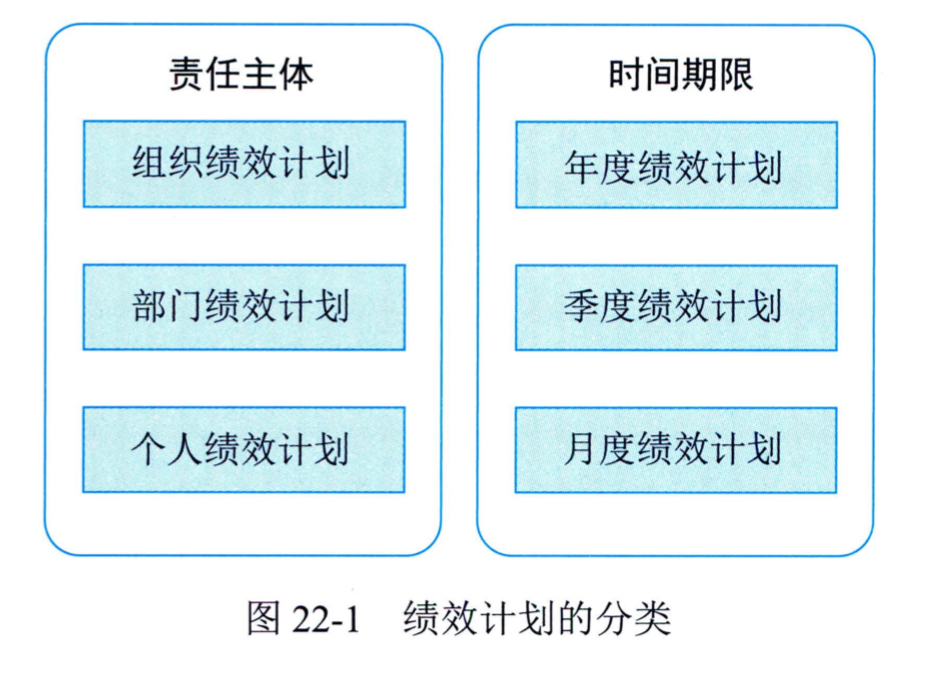 责任主体
组织绩效计划
部门绩效计划
个人绩效计划
时间期限
年度绩效计划
季度绩效计划
月度绩效计划
图 22-1 绩效计划的分类